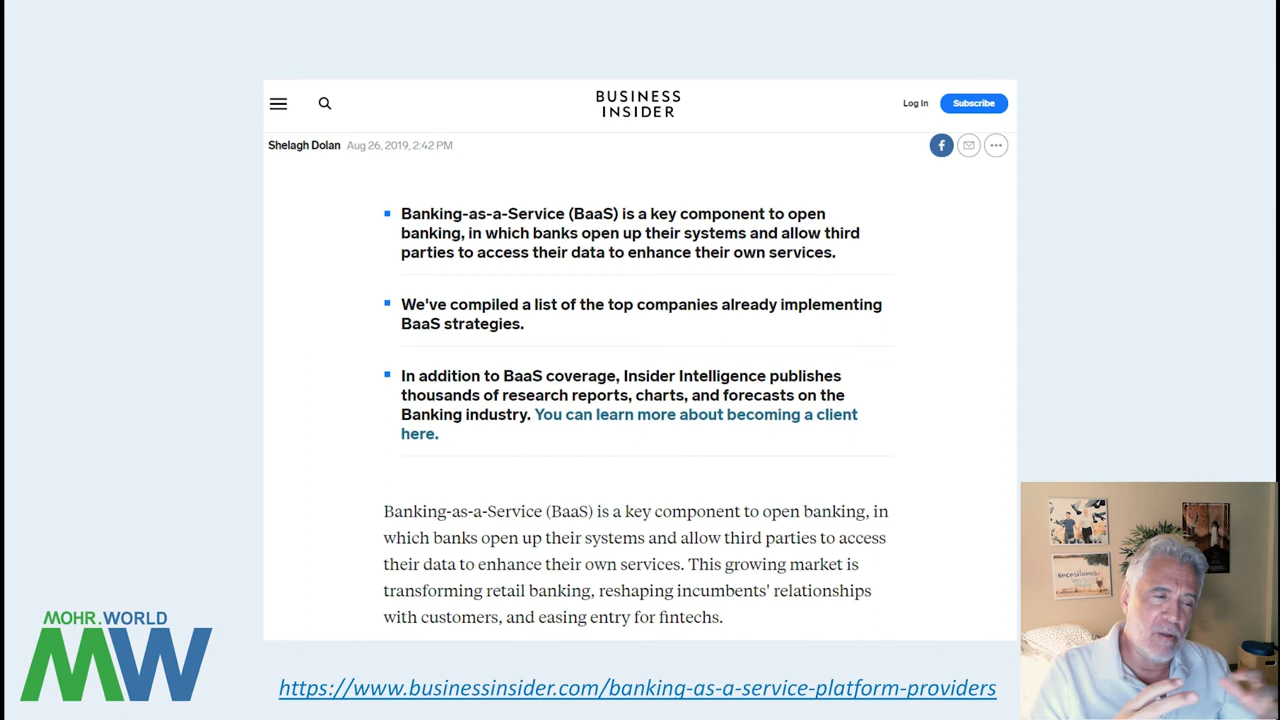 BUSINESS
INSIDER
Log In
Subscribe
Shelagh Dolan Aug 26, 2019, 2:42 PM
Banking-as-a-Service (BaaS) is a key component to open
banking, in which banks open up their systems and allow third
parties to access their data to enhance their own services.
We've compiled a list of the top companies already implementing
BaaS strategies.
In addition to BaaS coverage, Insider Intelligence publishes
thousands of research reports, charts, and forecasts on the
Banking industry. You can learn more about becoming a client
here.
Banking-as-a-Service (BaaS) is a key component to open banking, in
which banks open up their systems and allow third parties to access
their data to enhance their own services. This growing market is
transforming retail banking, reshaping incumbents' relationships
with customers, and easing entry for fintechs.
MOHR.WORLD
MW
https://www.businessinsider.com/banking-as-a-service-platform-providers